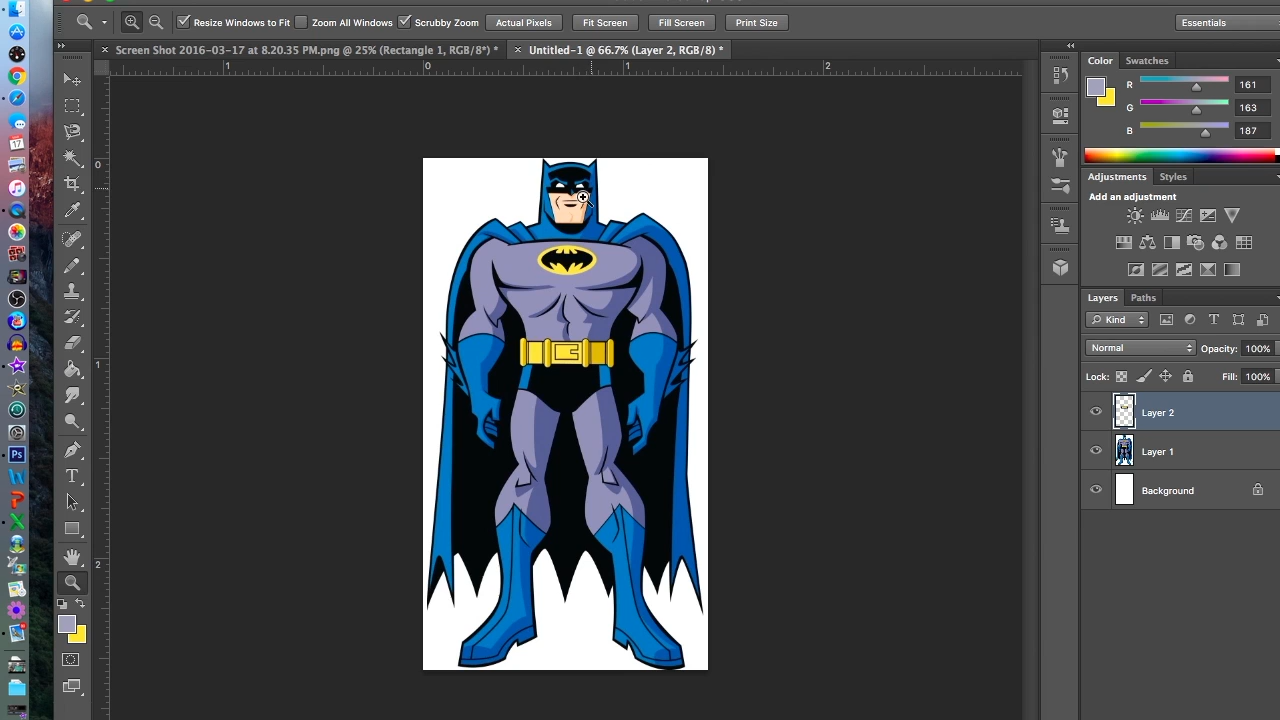 Resize Windows to Fit Zoom All Windows Scrubby Zoom Actual Pixels Fit Screen Fill Screen Print Size Essentials
Screen Shot 2016-03-17 at 8.20.35 PM.png @ 25% (Rectangle 1, RGB/8*) * Untitled-1 @ 66.7% (Layer 2, RGB/8) *
1 0 1 2
0
1
2
17
Ps
T
Color Swatches
R 161
G 163
B 187
Adjustments Styles
Add an adjustment
Layers Paths
Kind T
Normal Opacity: 100%
Lock: Fill: 100%
Layer 2
Layer 1
Background